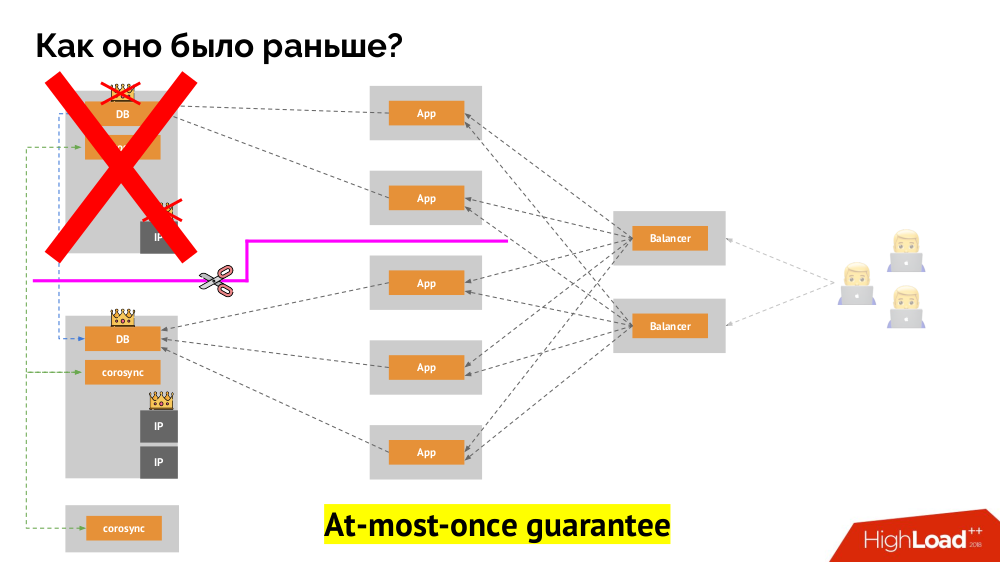 Как оно было раньше?
DB
App
App
IP
Balancer
App
DB
Balancer
corosync
App
IP
App
IP
corosync
At-most-once guarantee
HighLoad++
2018